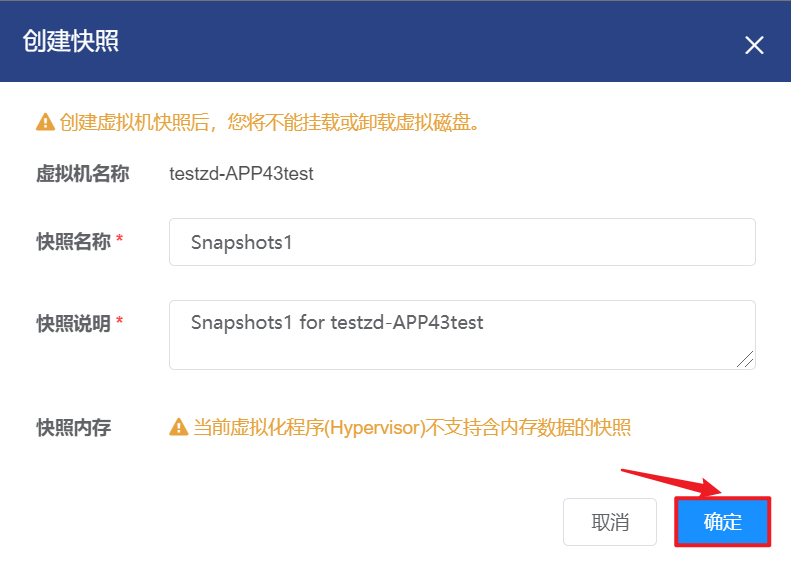 创建快照
创建虚拟机快照后，您将不能挂载或卸载虚拟磁盘。
虚拟机名称 testzd-APP43test
快照名称 * Snapshots1
快照说明 * Snapshots1 for testzd-APP43test
快照内存 当前虚拟化程序(Hypervisor)不支持含内存数据的快照
取消 确定